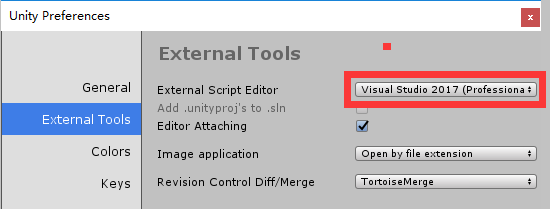 Unity Preferences
x
External Tools
General
External Tools
Colors
Keys
External Script Editor
Visual Studio 2017 (Professiona
Add .unityproj's to .sln
Editor Attaching
Image application
Open by file extension
Revision Control Diff/Merge
TortoiseMerge